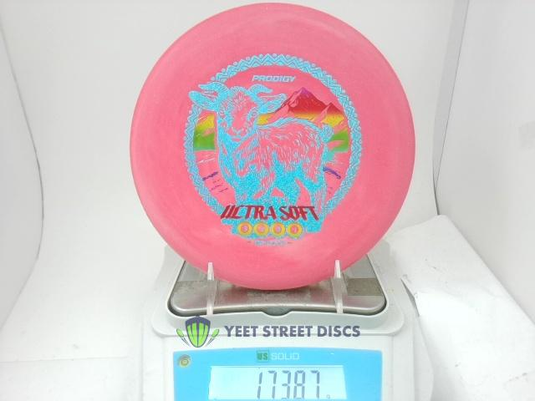 PRODIGY
ULTRA SOFT
YEET STREET DISCS
US SOLID
173.87